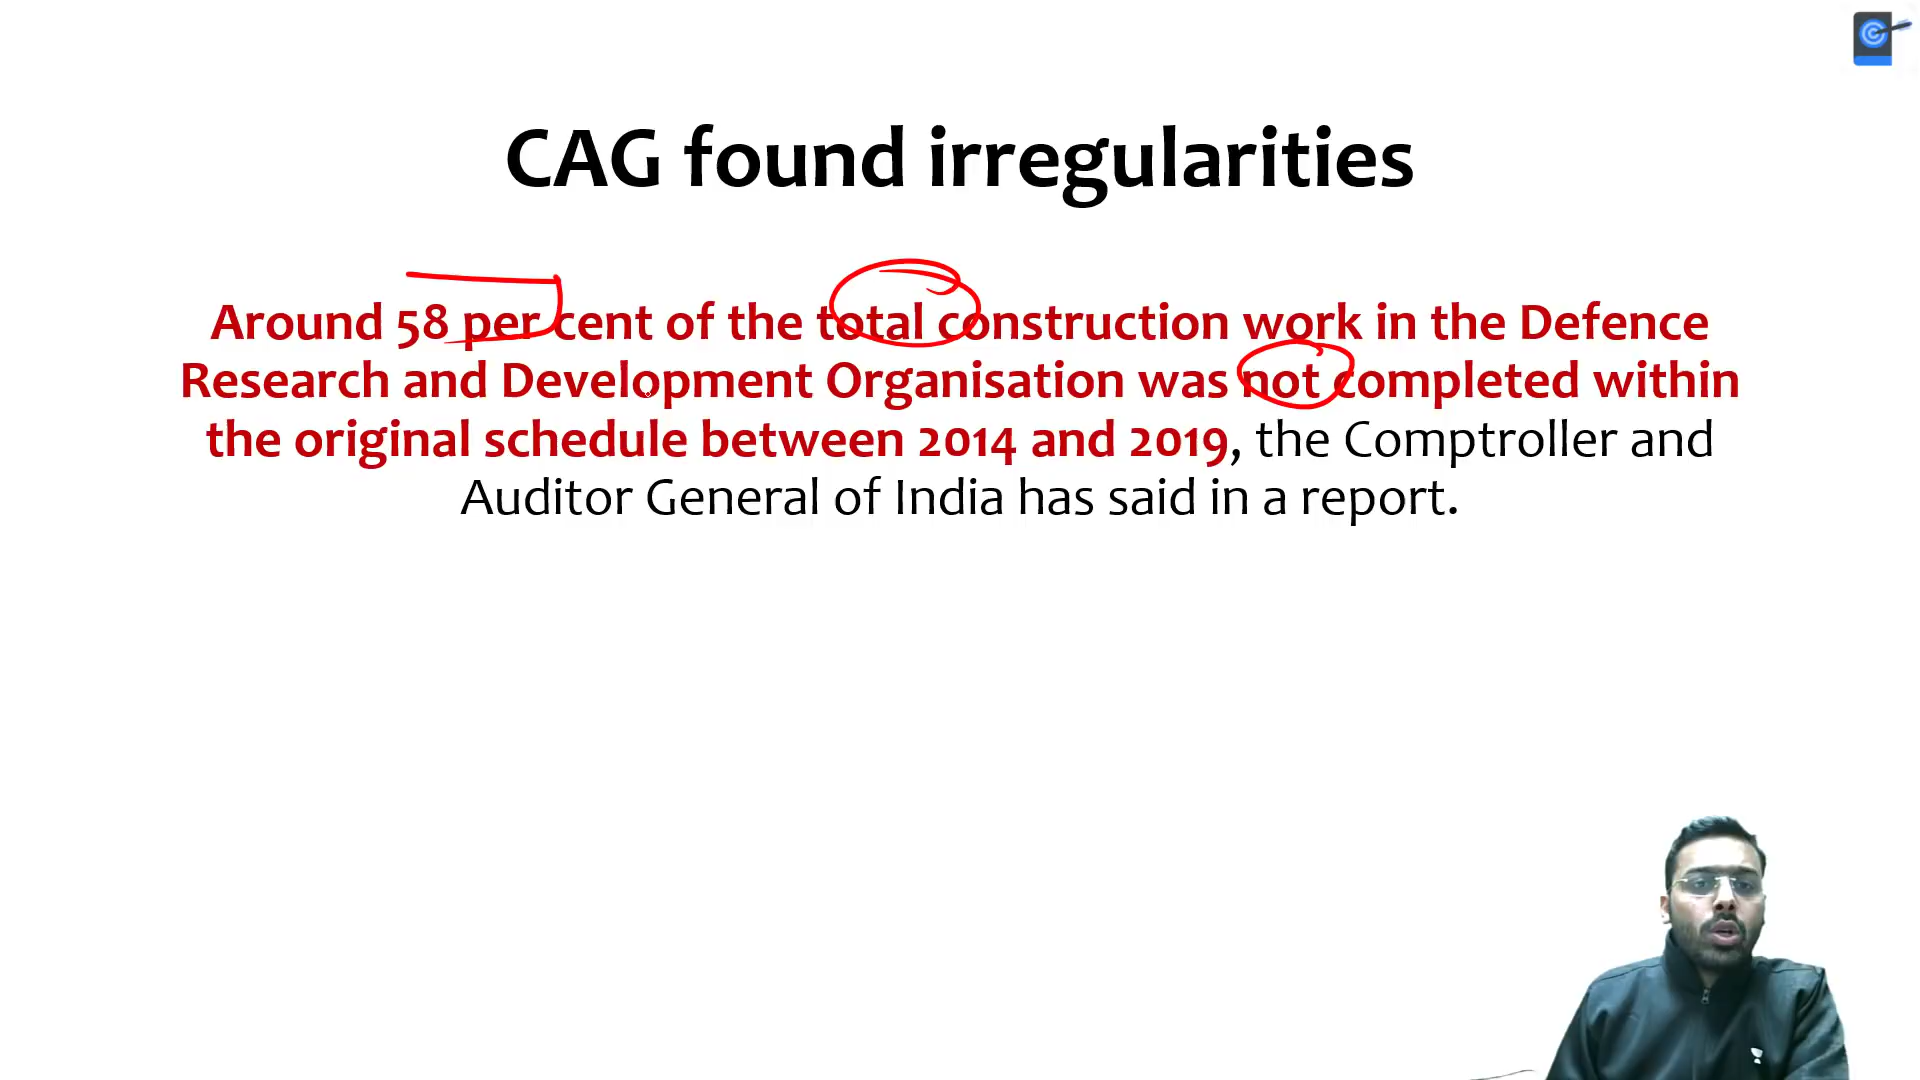 CAG found irregularities
Around 58 per cent of the total construction work in the Defence
Research and Development Organisation was not completed within
the original schedule between 2014 and 2019, the Comptroller and
Auditor General of India has said in a report.